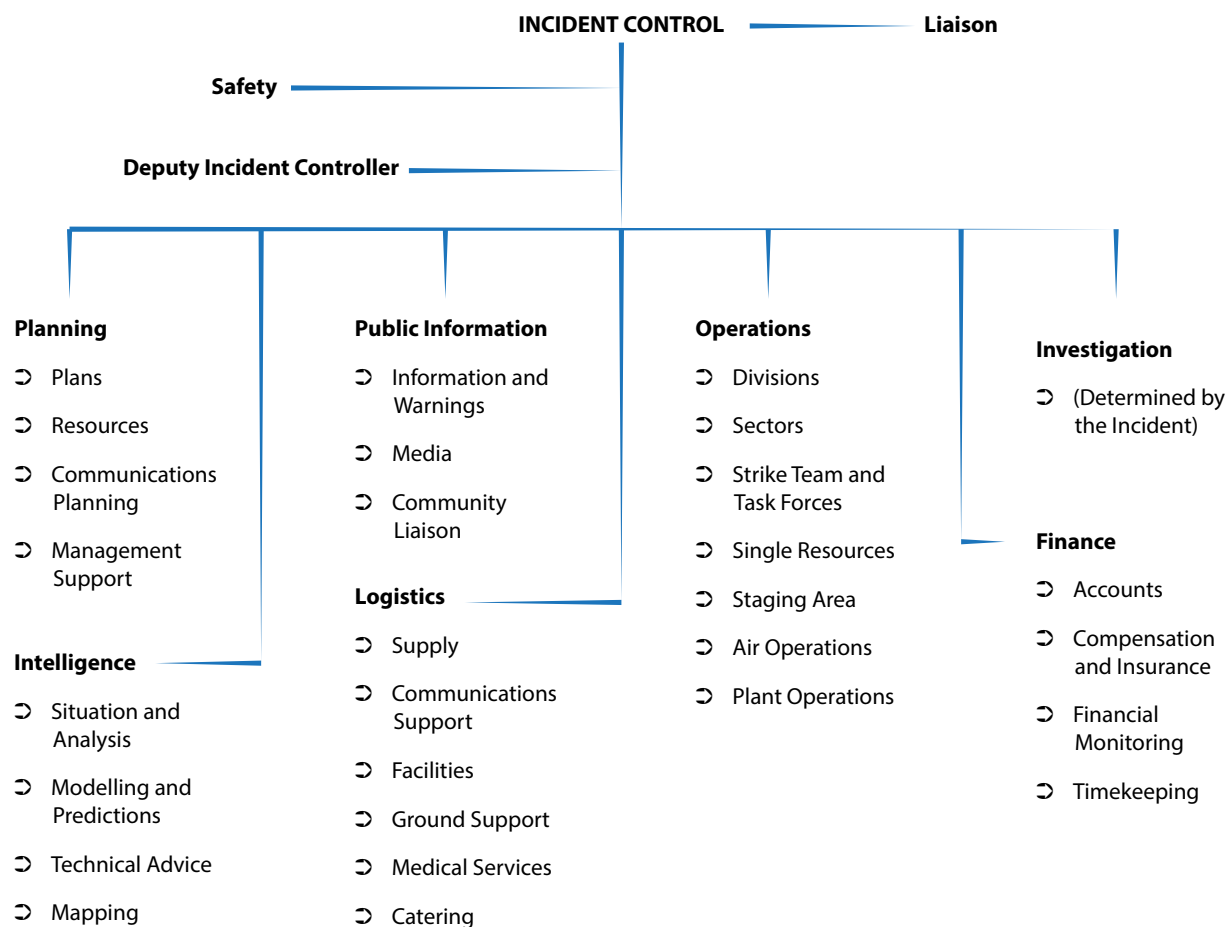 INCIDENT CONTROL
Liaison
Safety
Deputy Incident Controller
Planning
➲ Plans
➲ Resources
➲ Communications
Planning
➲ Management
Support
Intelligence
➲ Situation and
Analysis
➲ Modelling and
Predictions
➲ Technical Advice
➲ Mapping
Public Information
➲ Information and
Warnings
➲ Media
➲ Community
Liaison
Logistics
➲ Supply
➲ Communications
Support
➲ Facilities
➲ Ground Support
➲ Medical Services
➲ Catering
Operations
➲ Divisions
➲ Sectors
➲ Strike Team and
Task Forces
➲ Single Resources
➲ Staging Area
➲ Air Operations
➲ Plant Operations
Investigation
➲ (Determined by
the Incident)
Finance
➲ Accounts
➲ Compensation
and Insurance
➲ Financial
Monitoring
➲ Timekeeping